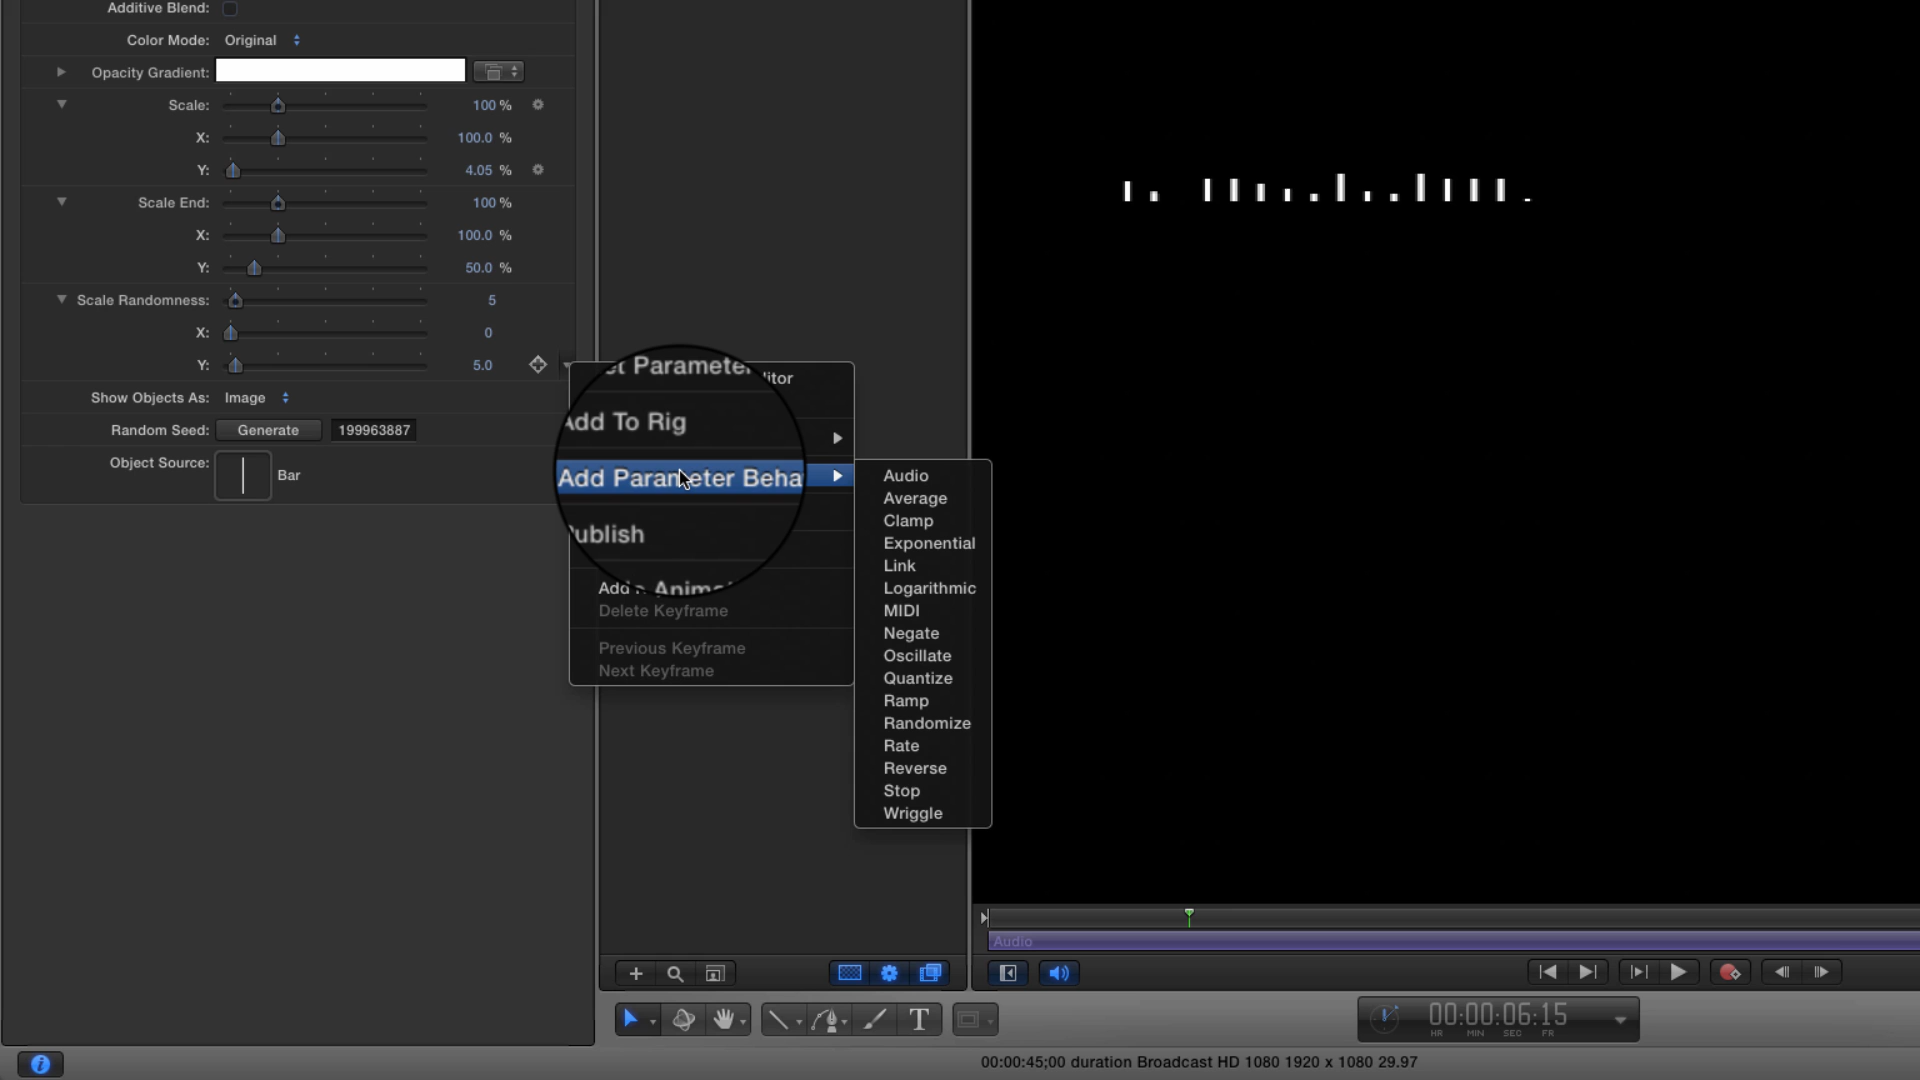 Additive Blend:
Color Mode: Original
Opacity Gradient:
Scale: 100 %
X: 100.0 %
Y: 4.05 %
Scale End: 100 %
X: 100.0 %
Y: 50.0 %
Scale Randomness: 5
X: 0
Y: 5.0
Show Objects As: Image
Random Seed: Generate 199963887
Object Source: Bar
et Parameter itor
Add To Rig
Add Parameter Beha
Publish
Add Animat
Delete Keyframe
Previous Keyframe
Next Keyframe
Audio
Average
Clamp
Exponential
Link
Logarithmic
MIDI
Negate
Oscillate
Quantize
Ramp
Randomize
Rate
Reverse
Stop
Wriggle
Audio
T
00:00:06:15
HR MIN SEC FR
00:00:45;00 duration Broadcast HD 1080 1920 x 1080 29.97